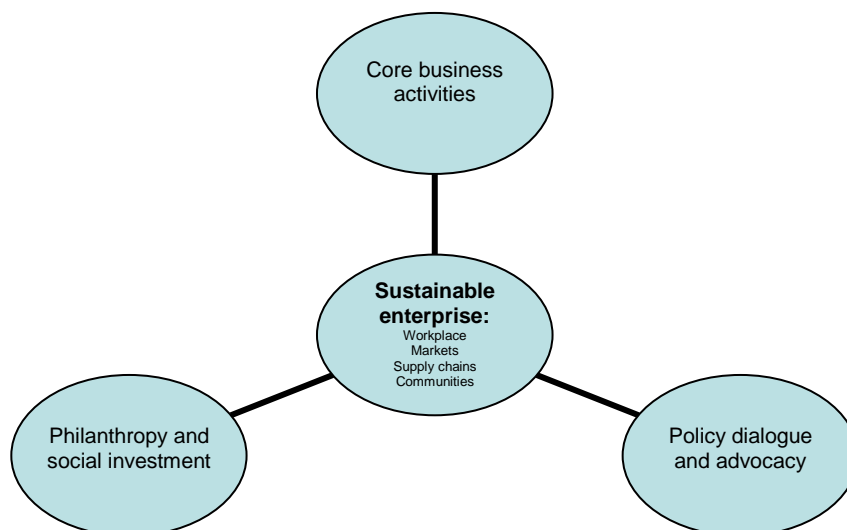 Core business
activities
Sustainable
enterprise:
Workplace
Markets
Supply chains
Communities
Philanthropy and
social investment
Policy dialogue
and advocacy